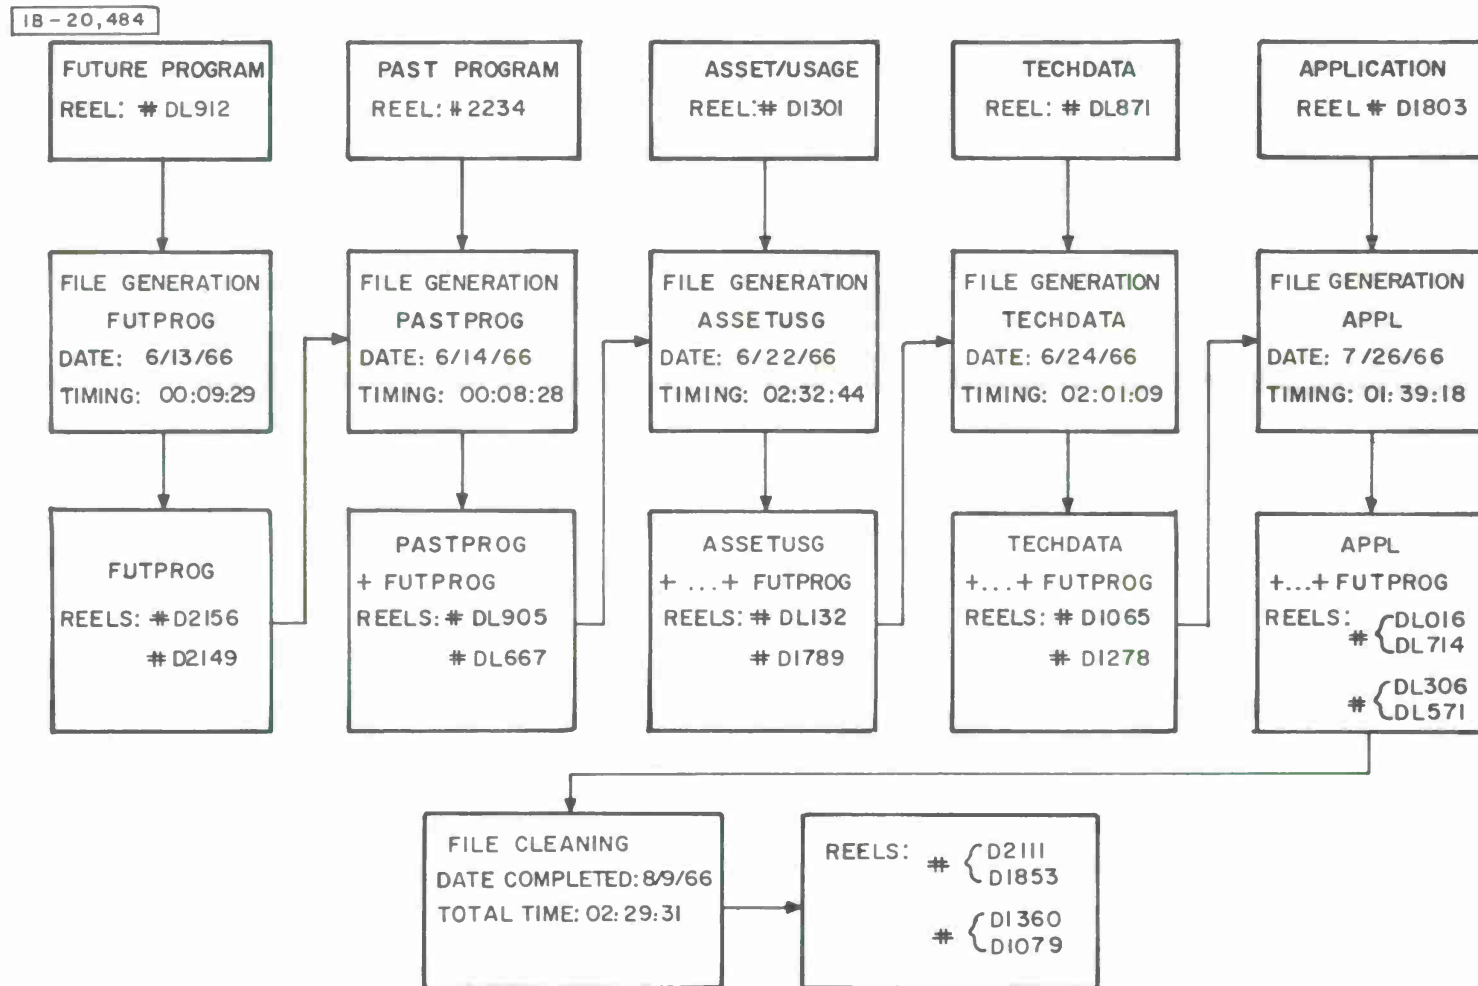 IB-20,484
FUTURE PROGRAM
REEL: # DL912
PAST PROGRAM
REEL: # 2234
ASSET/USAGE
REEL: # D1301
TECHDATA
REEL: # DL871
APPLICATION
REEL # D1803
FILE GENERATION
FUTPROG
DATE: 6/13/66
TIMING: 00:09:29
FILE GENERATION
PASTPROG
DATE: 6/14/66
TIMING: 00:08:28
FILE GENERATION
ASSETUSG
DATE: 6/22/66
TIMING: 02:32:44
FILE GENERATION
TECHDATA
DATE: 6/24/66
TIMING: 02:01:09
FILE GENERATION
APPL
DATE: 7/26/66
TIMING: 01:39:18
FUTPROG
REELS: # D2156
# D2149
PASTPROG
+ FUTPROG
REELS: # DL905
# DL667
ASSETUSG
+ ...+ FUTPROG
REELS: # DL132
# D1789
TECHDATA
+...+ FUTPROG
REELS: # D1065
# D1278
APPL
+...+ FUTPROG
REELS: # { DL016
DL714
# { DL306
DL571
FILE CLEANING
DATE COMPLETED: 8/9/66
TOTAL TIME: 02:29:31
REELS: # { D2111
D1853
# { D1360
D1079